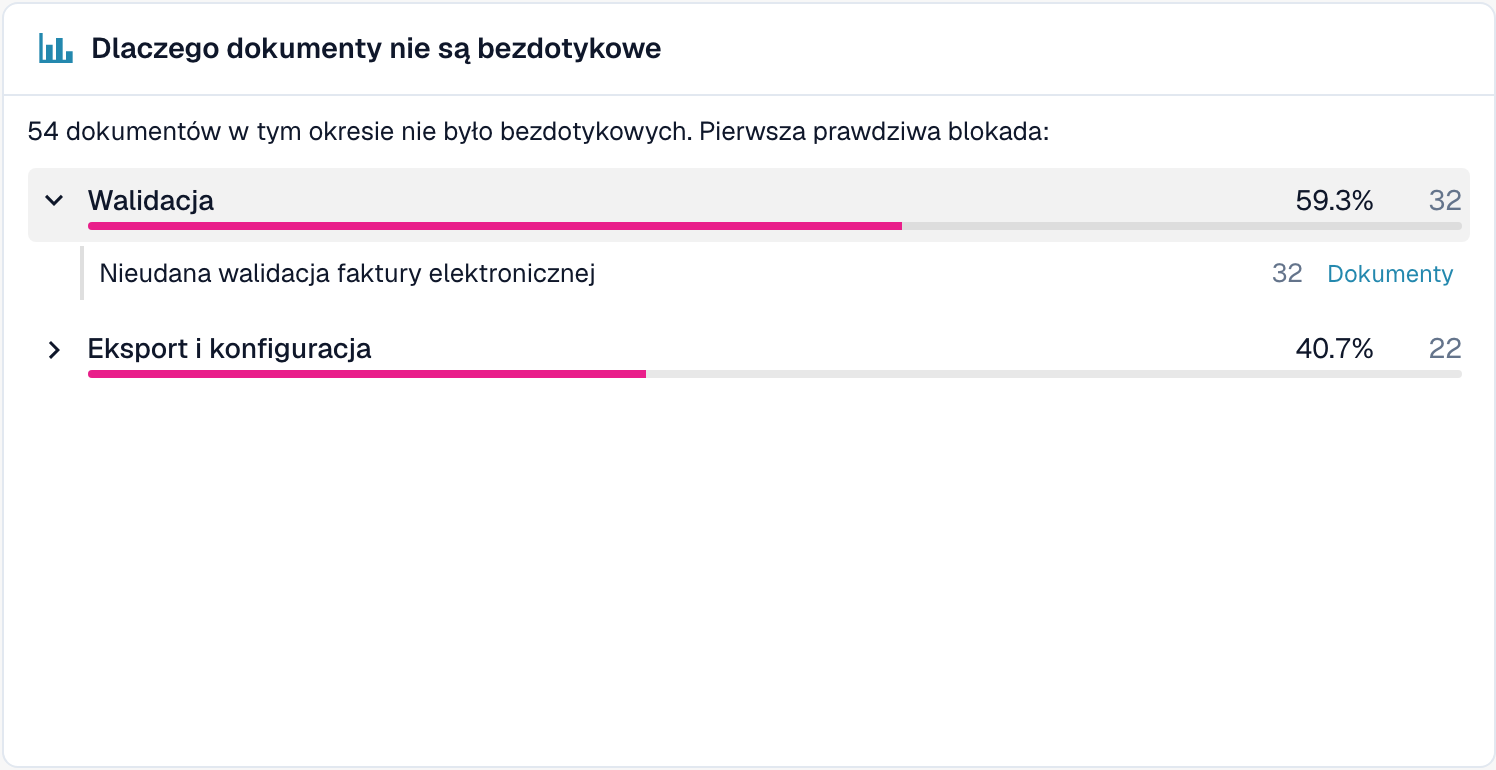 Dlaczego dokumenty nie są bezdotykowe
54 dokumentów w tym okresie nie było bezdotykowych. Pierwsza prawdziwa blokada:
Walidacja 59.3% 32
Nieudana walidacja faktury elektronicznej 32 Dokumenty
Eksport i konfiguracja 40.7% 22